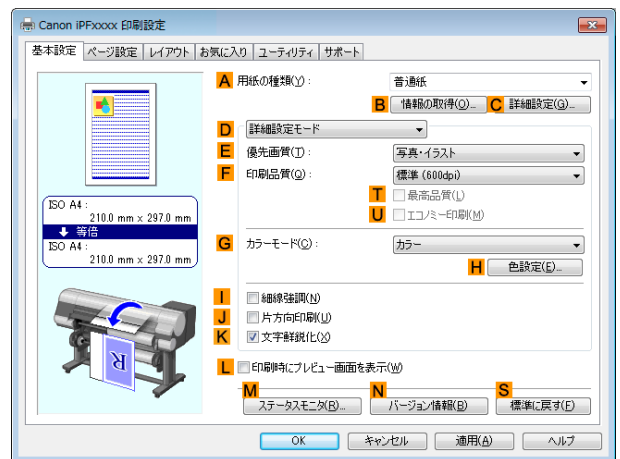 Canon iPFxxxx 印刷設定
基本設定 ページ設定 レイアウト お気に入り ユーティリティ サポート
A 用紙の種類(Y) : 普通紙
B 情報の取得(O)... C 詳細設定(G)...
D 詳細設定モード
E 優先画質(T) : 写真・イラスト
F 印刷品質(Q) : 標準 (600dpi)
T 最高品質(L)
U エコノミー印刷(M)
ISO A4 :
210.0 mm x 297.0 mm
等倍
ISO A4 :
210.0 mm x 297.0 mm
G カラーモード(C) : カラー
H 色設定(E)...
I 細線強調(N)
J 片方向印刷(U)
K 文字鮮鋭化(X)
R
L 印刷時にプレビュー画面を表示(W)
M ステータスモニタ(R)... N バージョン情報(B) S 標準に戻す(F)
OK キャンセル 適用(A) ヘルプ